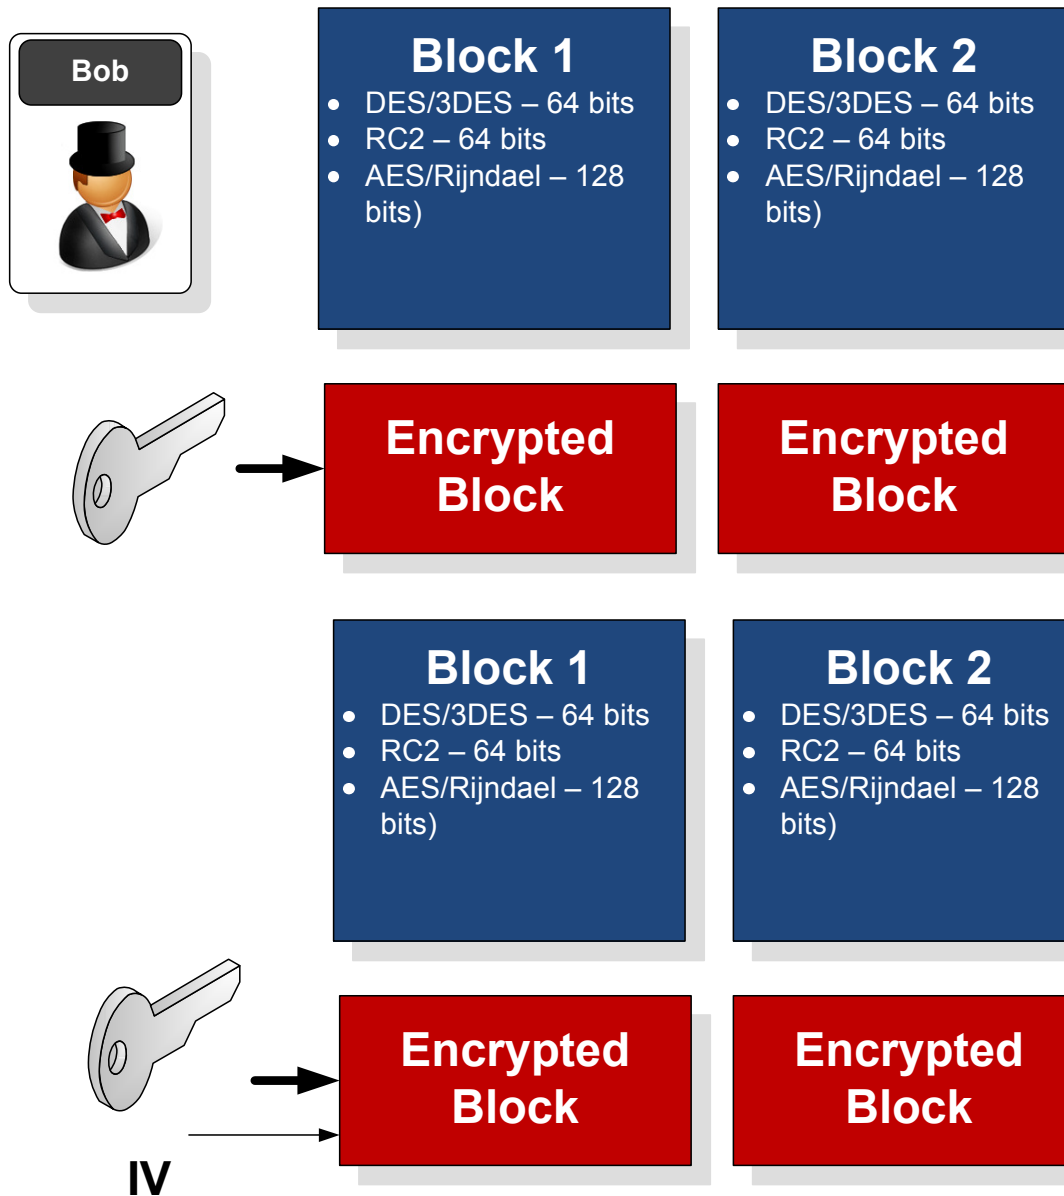 Bob
Block 1
• DES/3DES – 64 bits
• RC2 – 64 bits
• AES/Rijndael – 128
bits)
Block 2
• DES/3DES – 64 bits
• RC2 – 64 bits
• AES/Rijndael – 128
bits)
Encrypted
Block
Encrypted
Block
Block 1
• DES/3DES – 64 bits
• RC2 – 64 bits
• AES/Rijndael – 128
bits)
Block 2
• DES/3DES – 64 bits
• RC2 – 64 bits
• AES/Rijndael – 128
bits)
Encrypted
Block
Encrypted
Block
IV